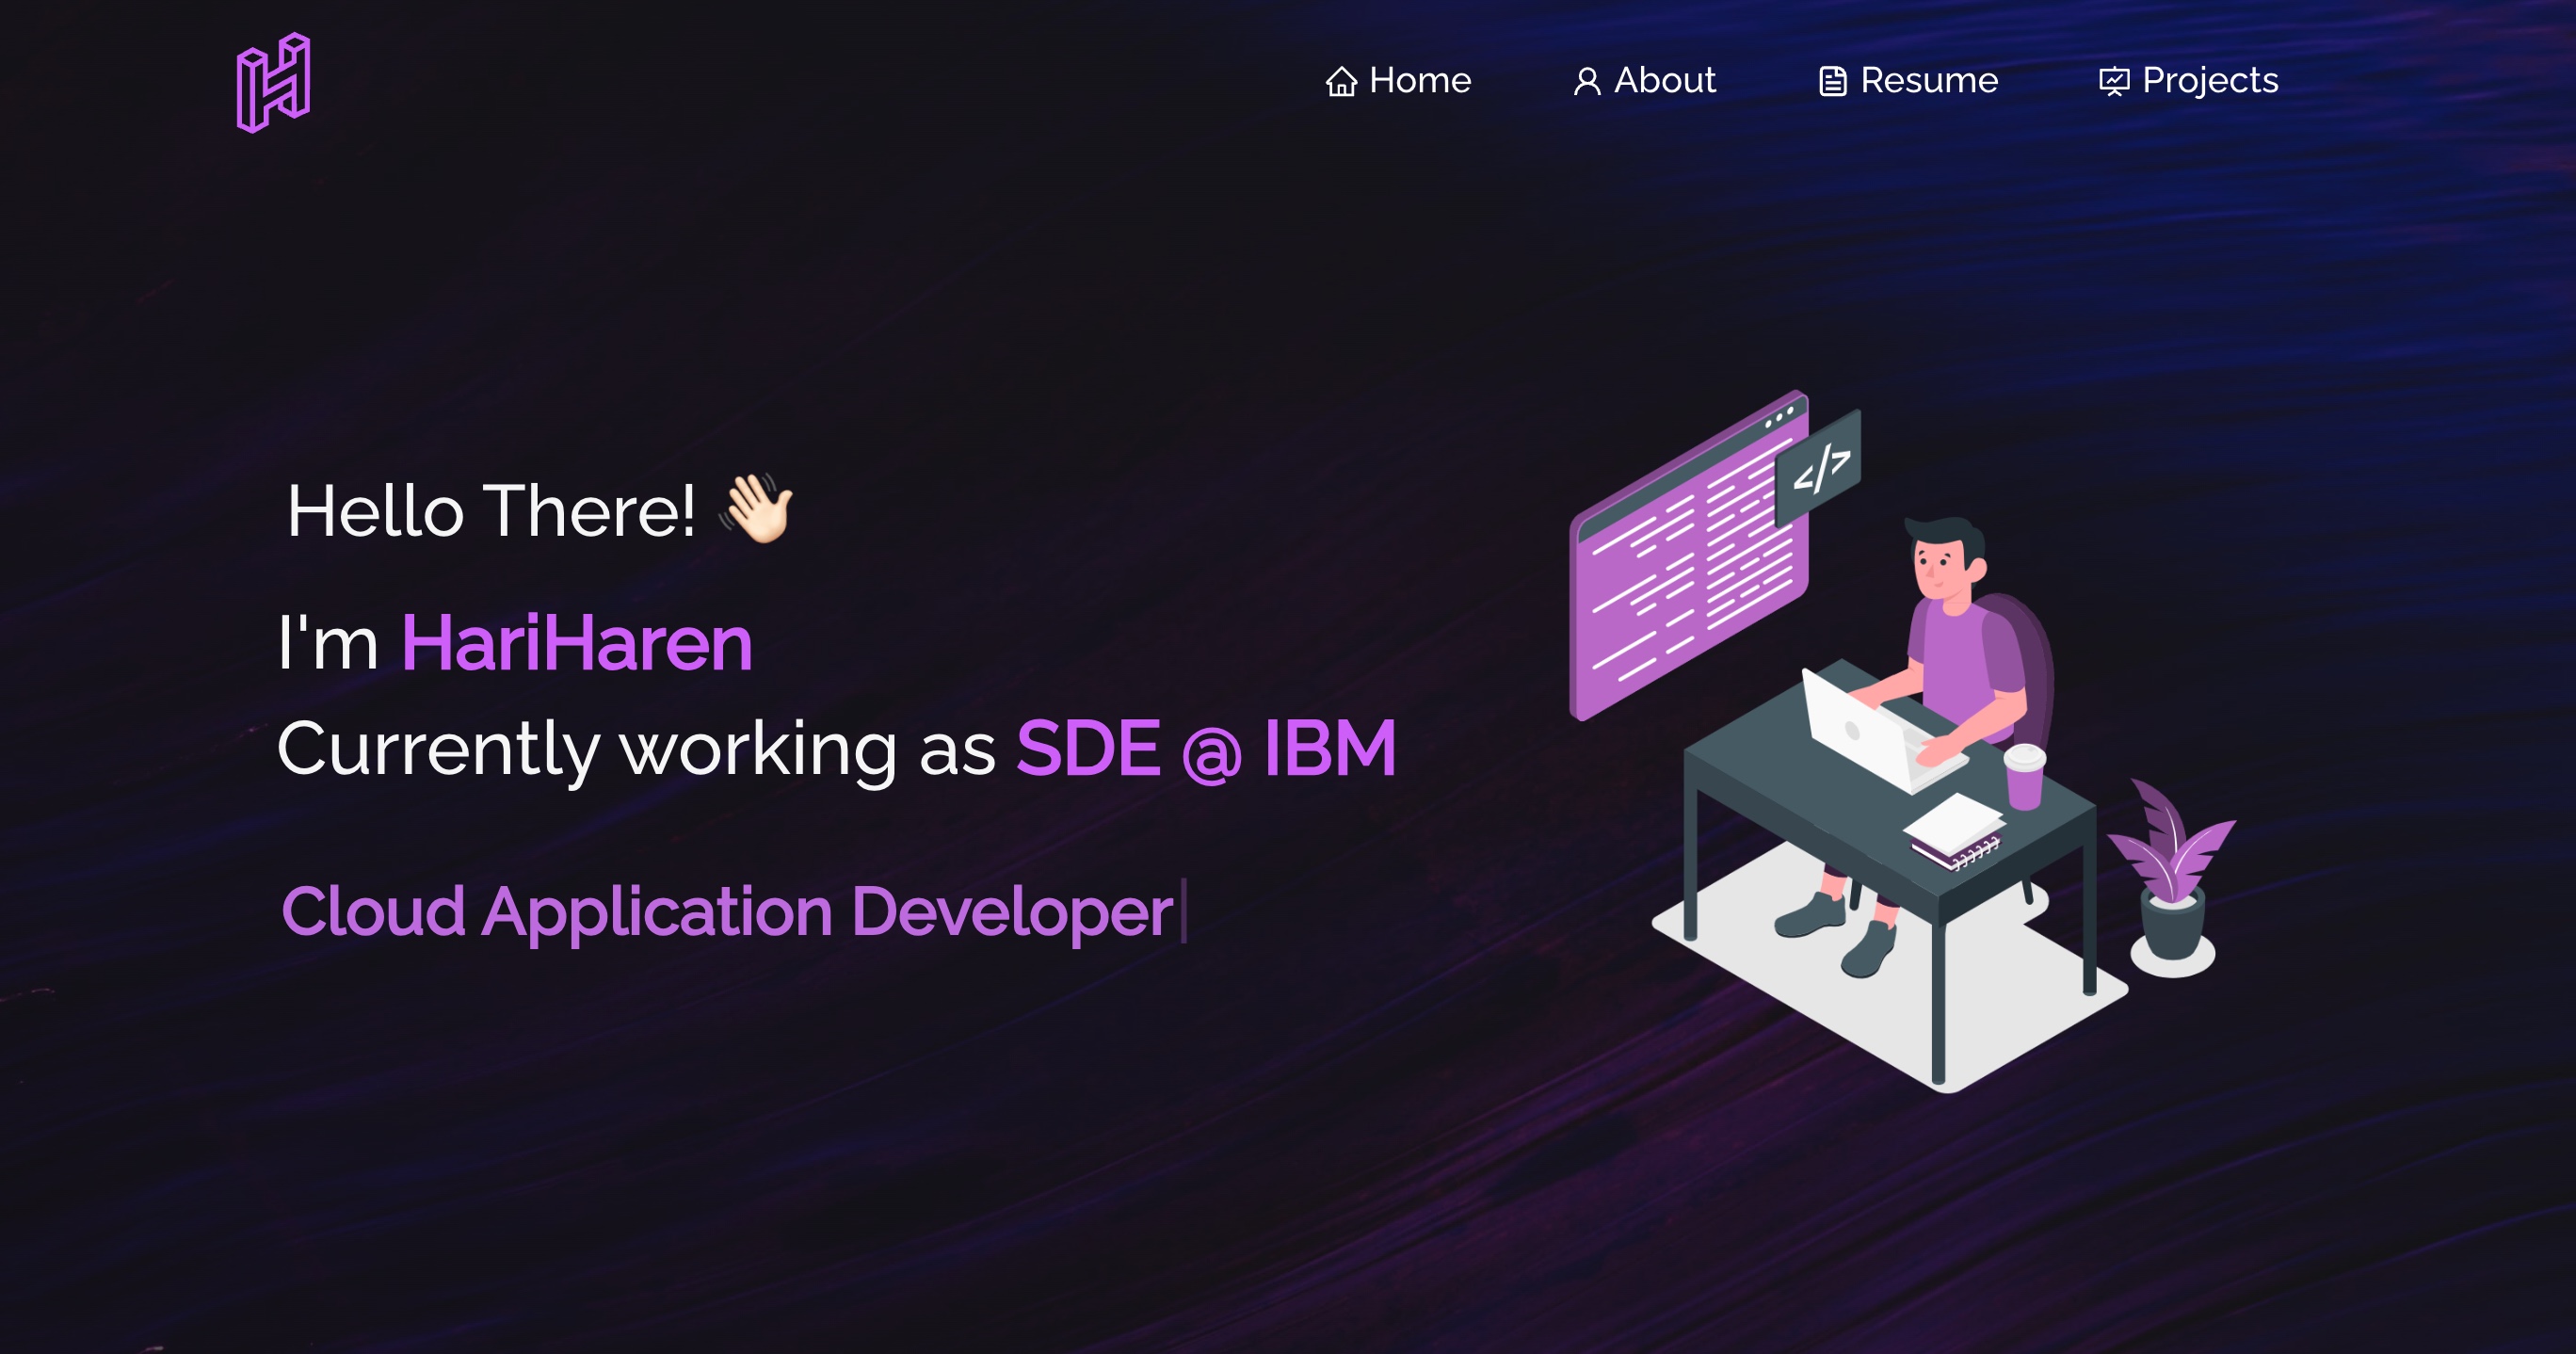 Home About Resume Projects
Hello There! 👋🏻
I'm HariHaren
Currently working as SDE @ IBM
</>
Cloud Application Developer